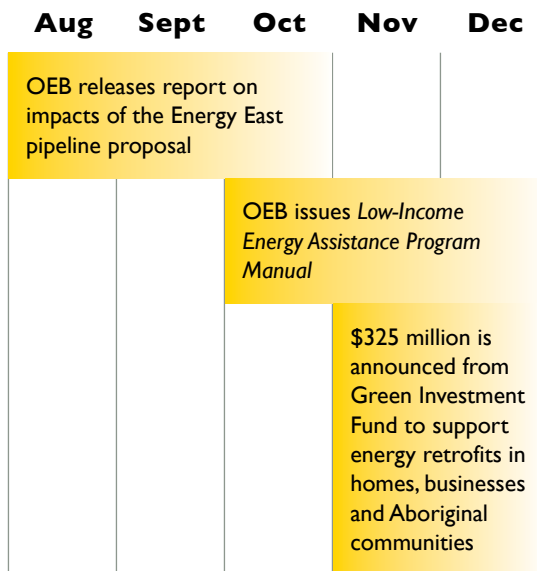 Aug Sept Oct Nov Dec
OEB releases report on
impacts of the Energy East
pipeline proposal
OEB issues Low-Income
Energy Assistance Program
Manual
$325 million is
announced from
Green Investment
Fund to support
energy retrofits in
homes, businesses
and Aboriginal
communities